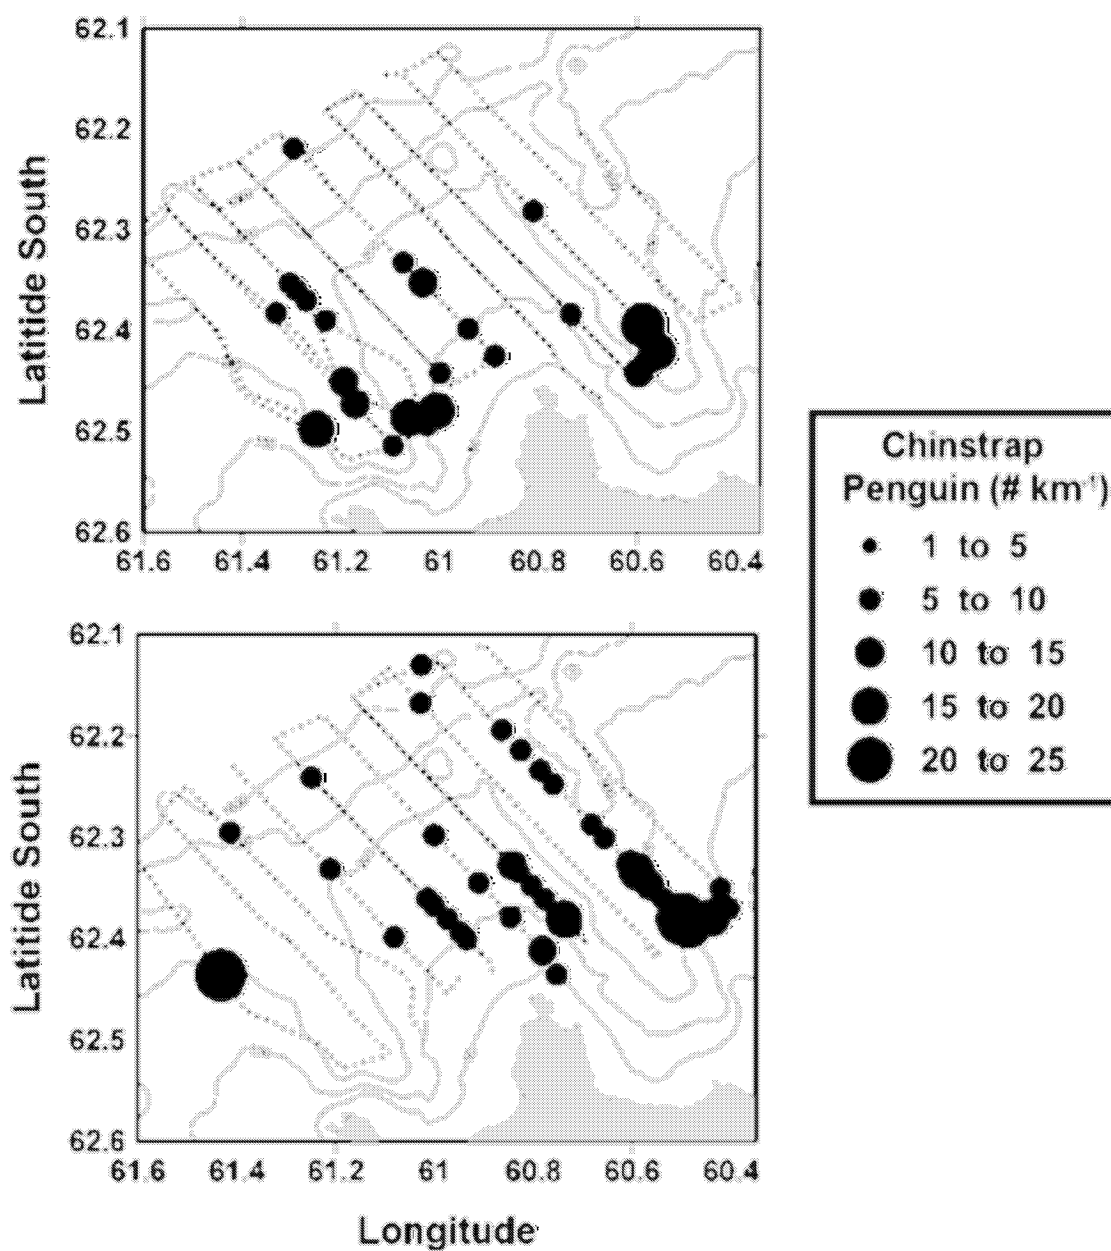 62.1
62.2
62.3
62.4
62.5
62.6
Latitide South
61.6 61.4 61.2 61 60.8 60.6 60.4
Chinstrap
Penguin (# km⁻¹)
1 to 5
5 to 10
10 to 15
15 to 20
20 to 25
62.1
62.2
62.3
62.4
62.5
62.6
Latitide South
61.6 61.4 61.2 61 60.8 60.6 60.4
Longitude